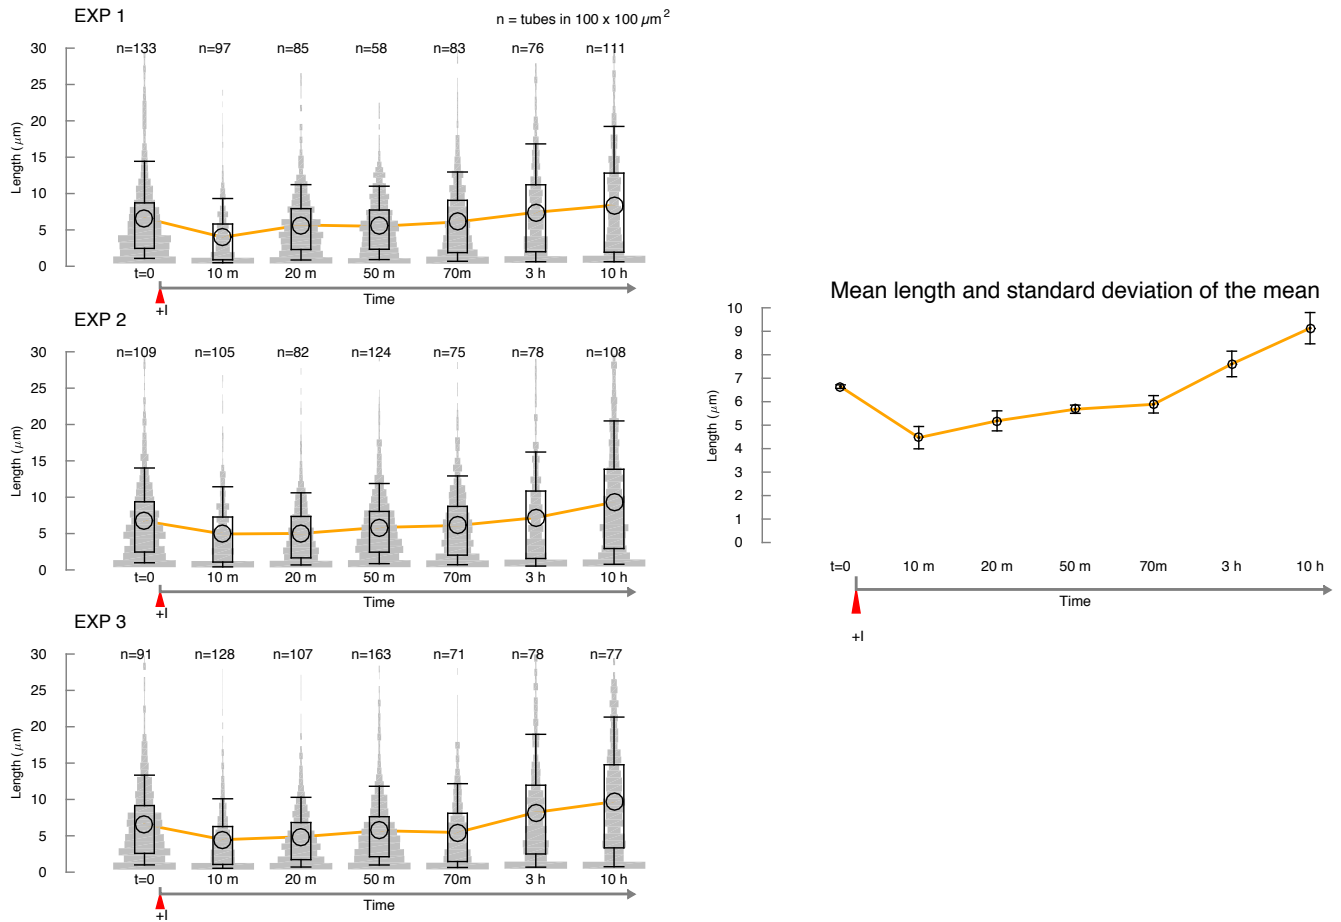 EXP 1
n = tubes in 100 x 100 μm²
30 n=133 n=97 n=85 n=58 n=83 n=76 n=111
25
20
15
10
5
0
Length (μm)
t=0 10 m 20 m 50 m 70m 3 h 10 h
Time
+I
EXP 2
30 n=109 n=105 n=82 n=124 n=75 n=78 n=108
25
20
15
10
5
0
Length (μm)
t=0 10 m 20 m 50 m 70m 3 h 10 h
Time
+I
EXP 3
30 n=91 n=128 n=107 n=163 n=71 n=78 n=77
25
20
15
10
5
0
Length (μm)
t=0 10 m 20 m 50 m 70m 3 h 10 h
Time
+I
Mean length and standard deviation of the mean
10
9
8
7
6
5
4
3
2
1
0
Length (μm)
t=0 10 m 20 m 50 m 70m 3 h 10 h
Time
+I